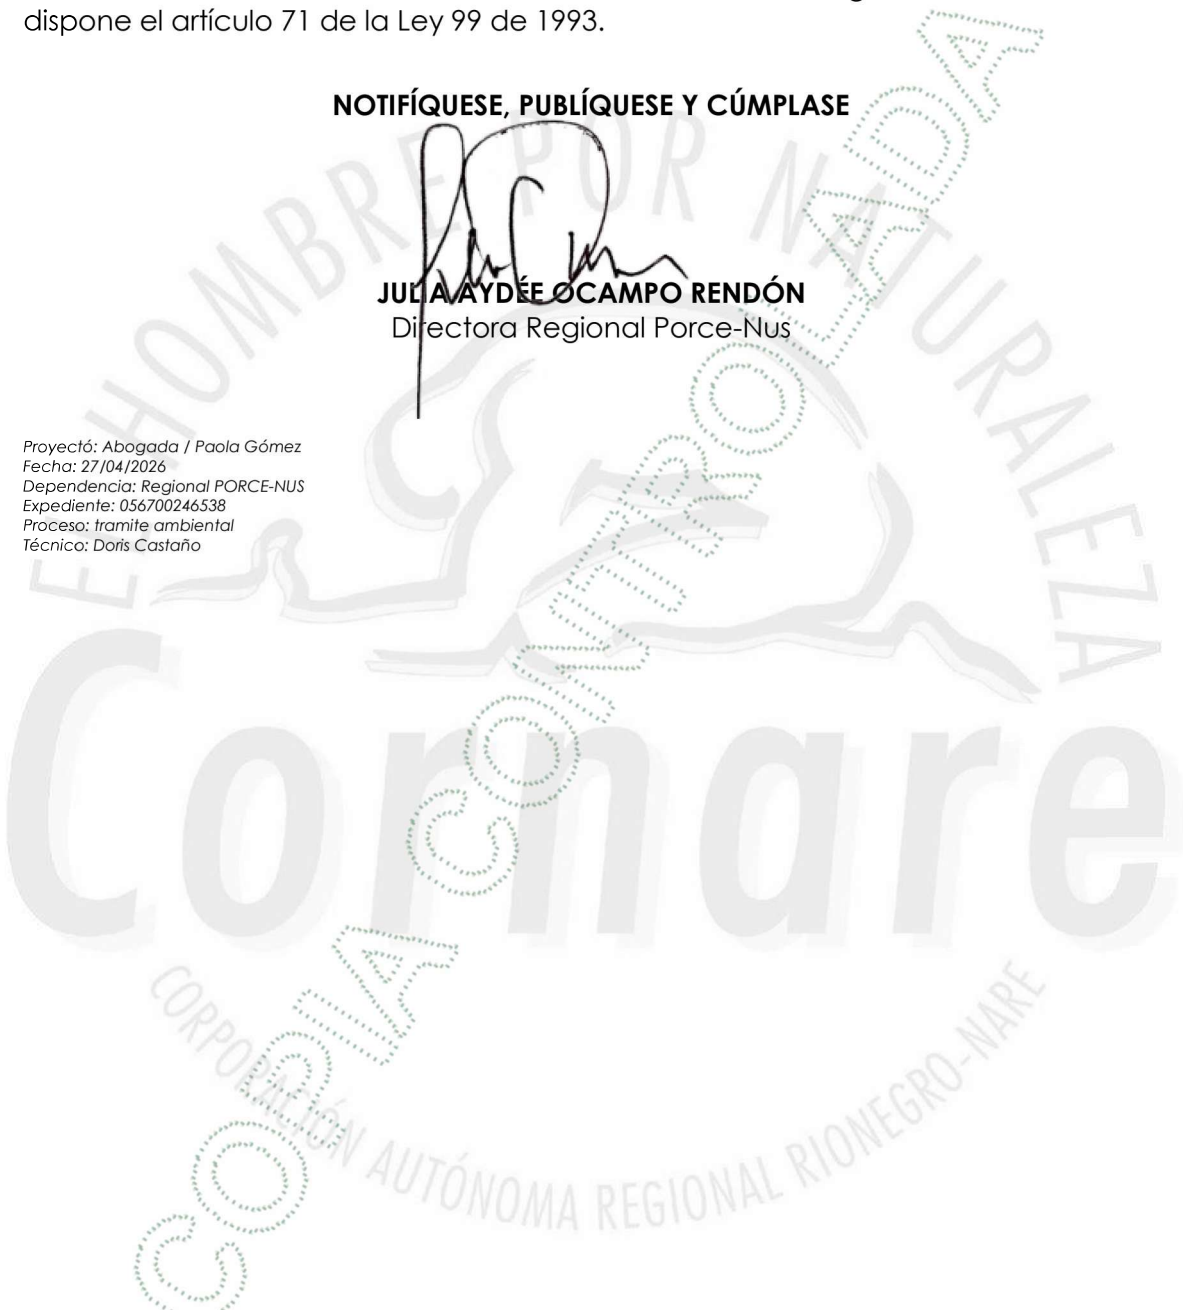 dispone el artículo 71 de la Ley 99 de 1993.
NOTIFÍQUESE, PUBLÍQUESE Y CÚMPLASE
JULIA AYDÉE OCAMPO RENDÓN
Directora Regional Porce-Nus
Proyectó: Abogada / Paola Gómez
Fecha: 27/04/2026
Dependencia: Regional PORCE-NUS
Expediente: 056700246538
Proceso: tramite ambiental
Técnico: Doris Castaño
EL HOMBRE POR NATURALEZA
Cornare
CORPORACIÓN AUTÓNOMA REGIONAL RIONEGRO-NARE
COPIA CONTROLADA